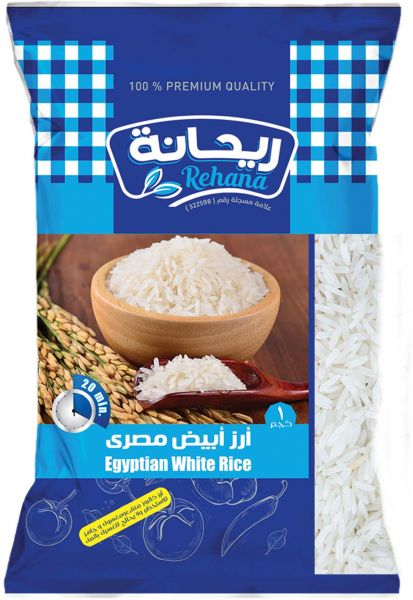 100 % PREMIUM QUALITY
ريحانة
Rehana
علامة مسجلة رقم ( 322598 )
20 min.
١
كجم
أرز أبيض مصرى
Egyptian White Rice